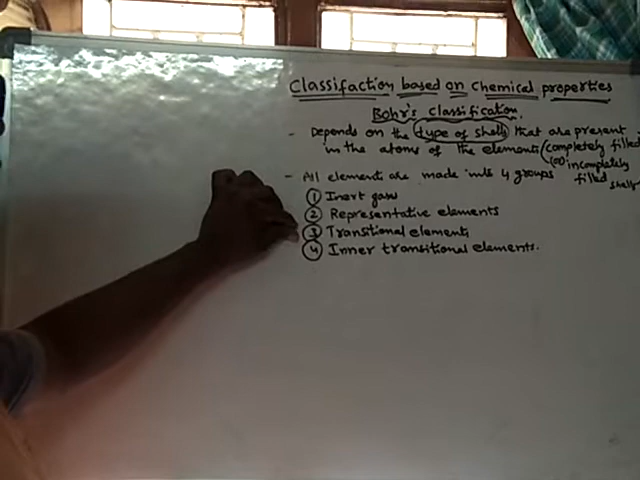 Classifaction based on chemical properties
Bohr's classification.
- Depends on the type of shells that are present
in the atoms of the elements (completely filled
(or) incompletely
filled shells
- All elements are made into 4 groups
① Inert gases
② Representative elements
③ Transitional elements
④ Inner transitional elements.